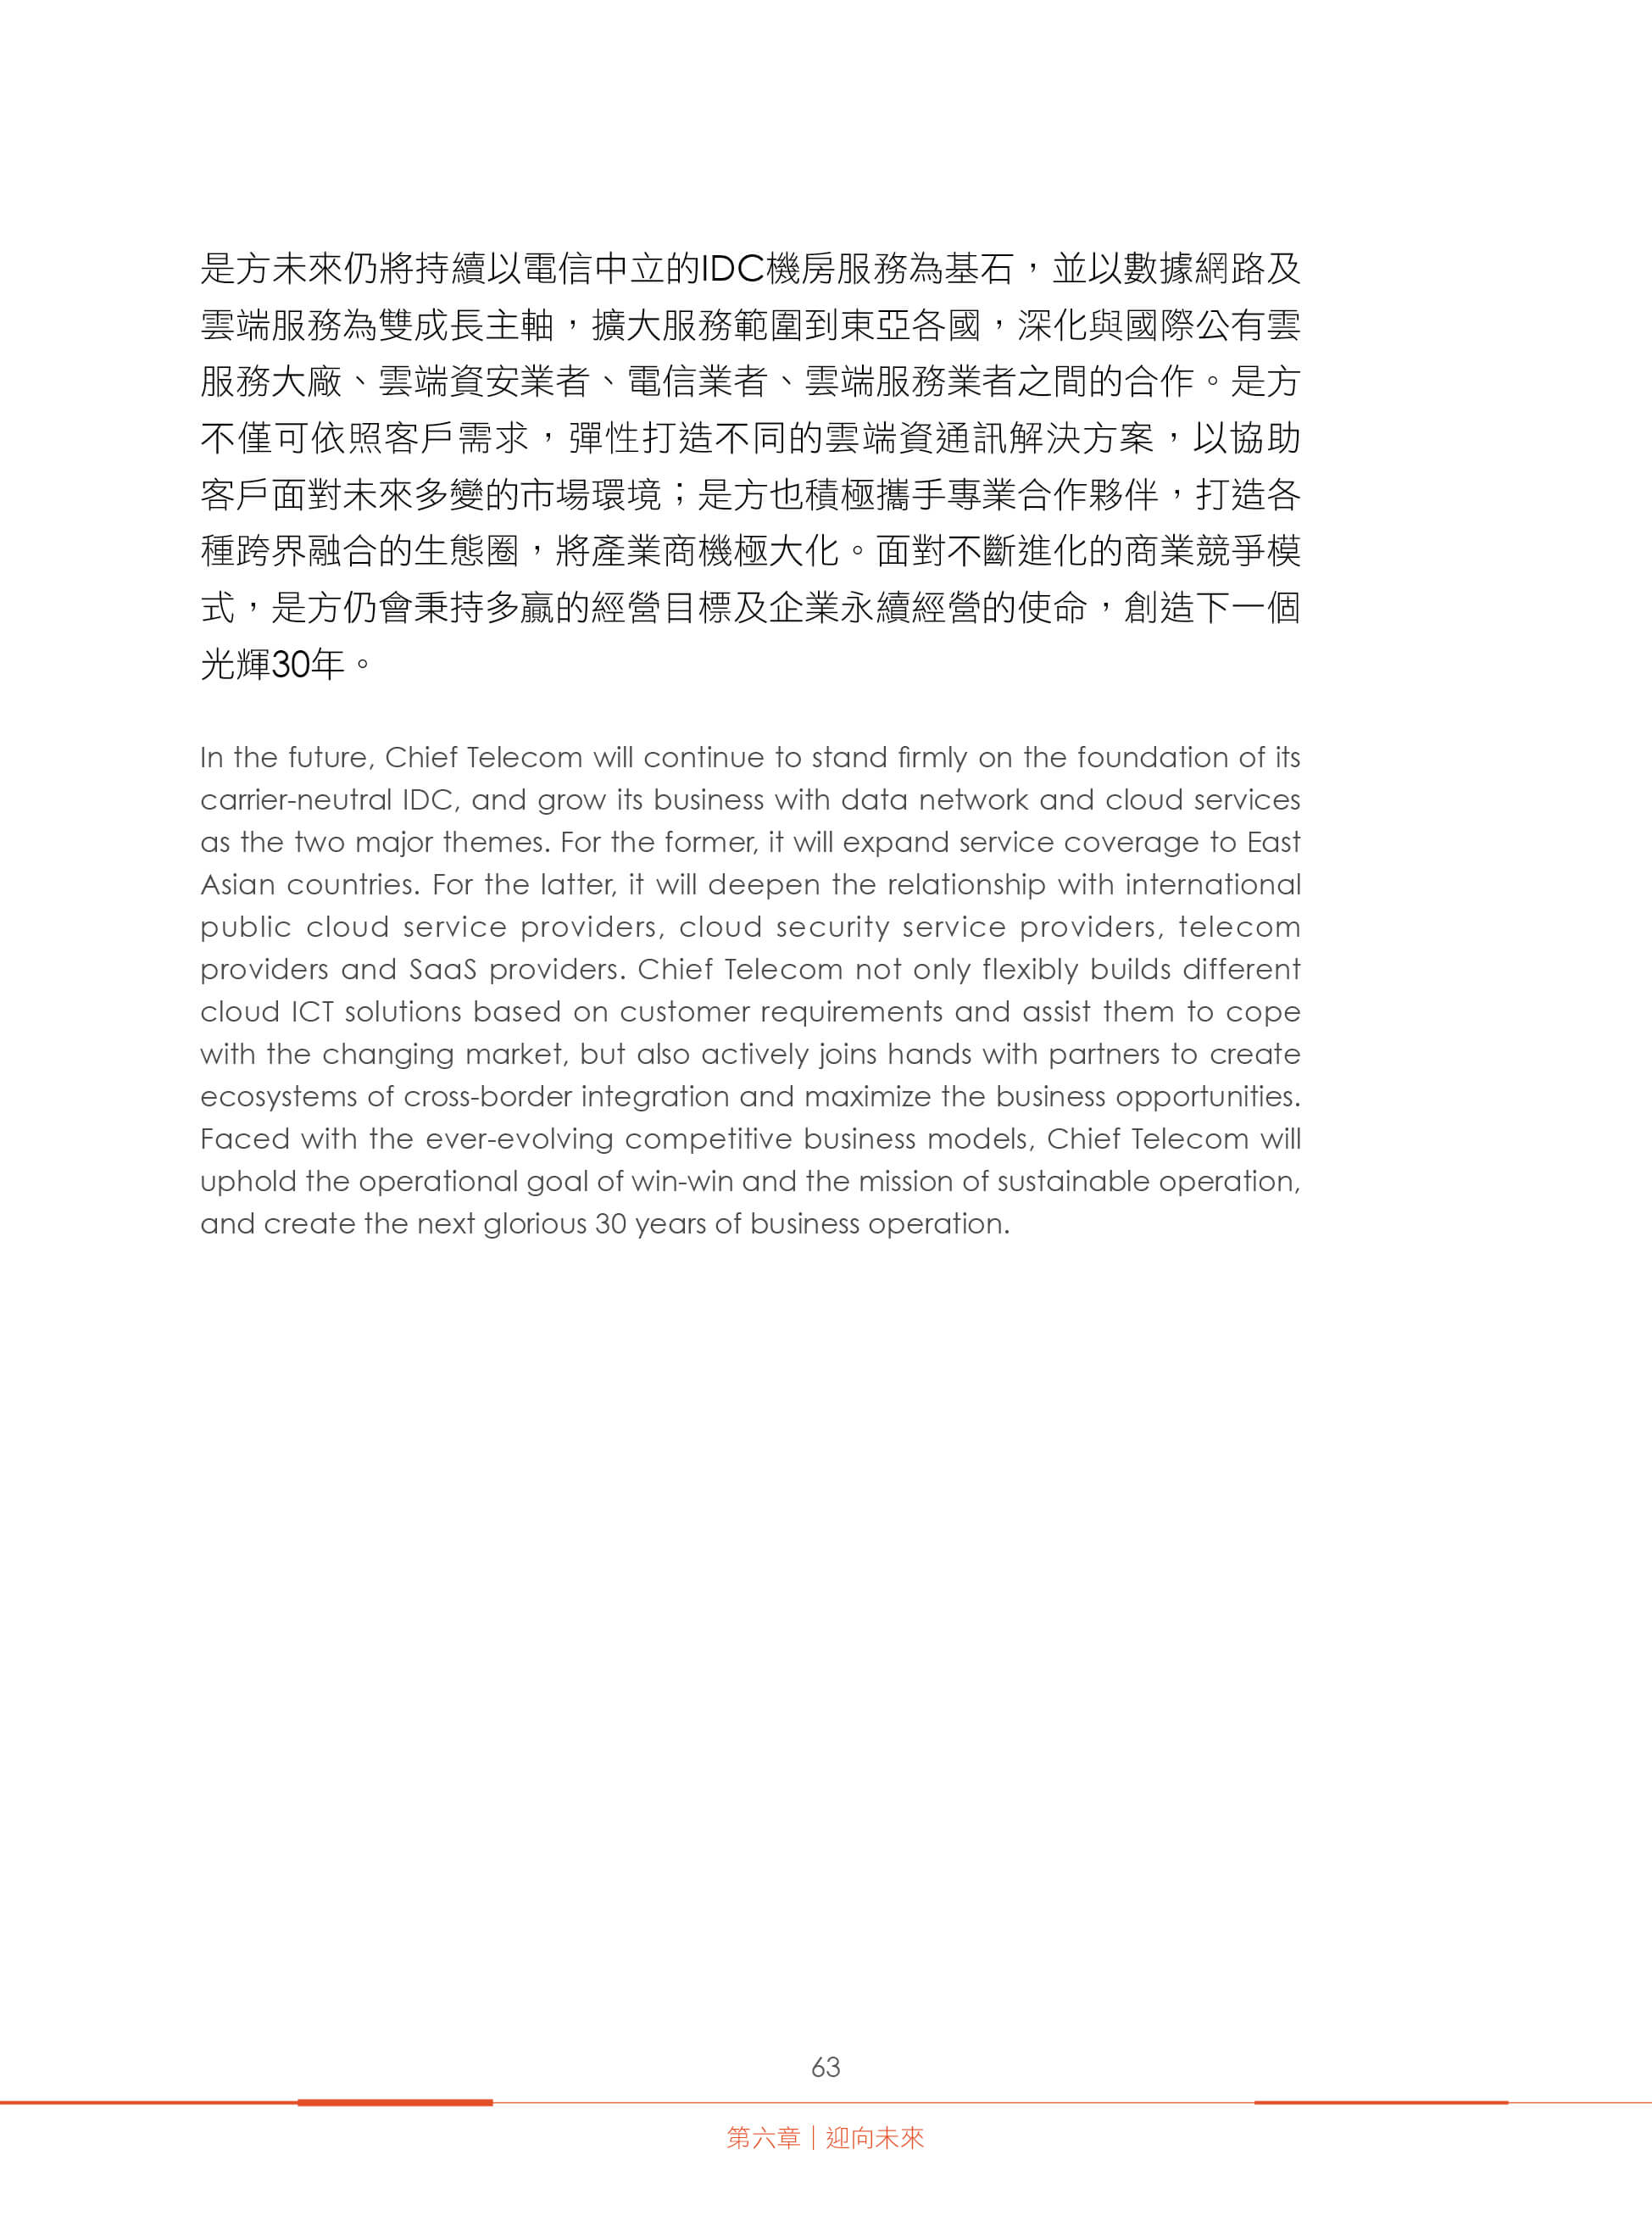 是方未來仍將持續以電信中立的IDC機房服務為基石，並以數據網路及
雲端服務為雙成長主軸，擴大服務範圍到東亞各國，深化與國際公有雲
服務大廠、雲端資安業者、電信業者、雲端服務業者之間的合作。是方
不僅可依照客戶需求，彈性打造不同的雲端資通訊解決方案，以協助
客戶面對未來多變的市場環境；是方也積極攜手專業合作夥伴，打造各
種跨界融合的生態圈，將產業商機極大化。面對不斷進化的商業競爭模
式，是方仍會秉持多贏的經營目標及企業永續經營的使命，創造下一個
光輝30年。
In the future, Chief Telecom will continue to stand firmly on the foundation of its
carrier-neutral IDC, and grow its business with data network and cloud services
as the two major themes. For the former, it will expand service coverage to East
Asian countries. For the latter, it will deepen the relationship with international
public cloud service providers, cloud security service providers, telecom
providers and SaaS providers. Chief Telecom not only flexibly builds different
cloud ICT solutions based on customer requirements and assist them to cope
with the changing market, but also actively joins hands with partners to create
ecosystems of cross-border integration and maximize the business opportunities.
Faced with the ever-evolving competitive business models, Chief Telecom will
uphold the operational goal of win-win and the mission of sustainable operation,
and create the next glorious 30 years of business operation.
63
第六章｜迎向未來